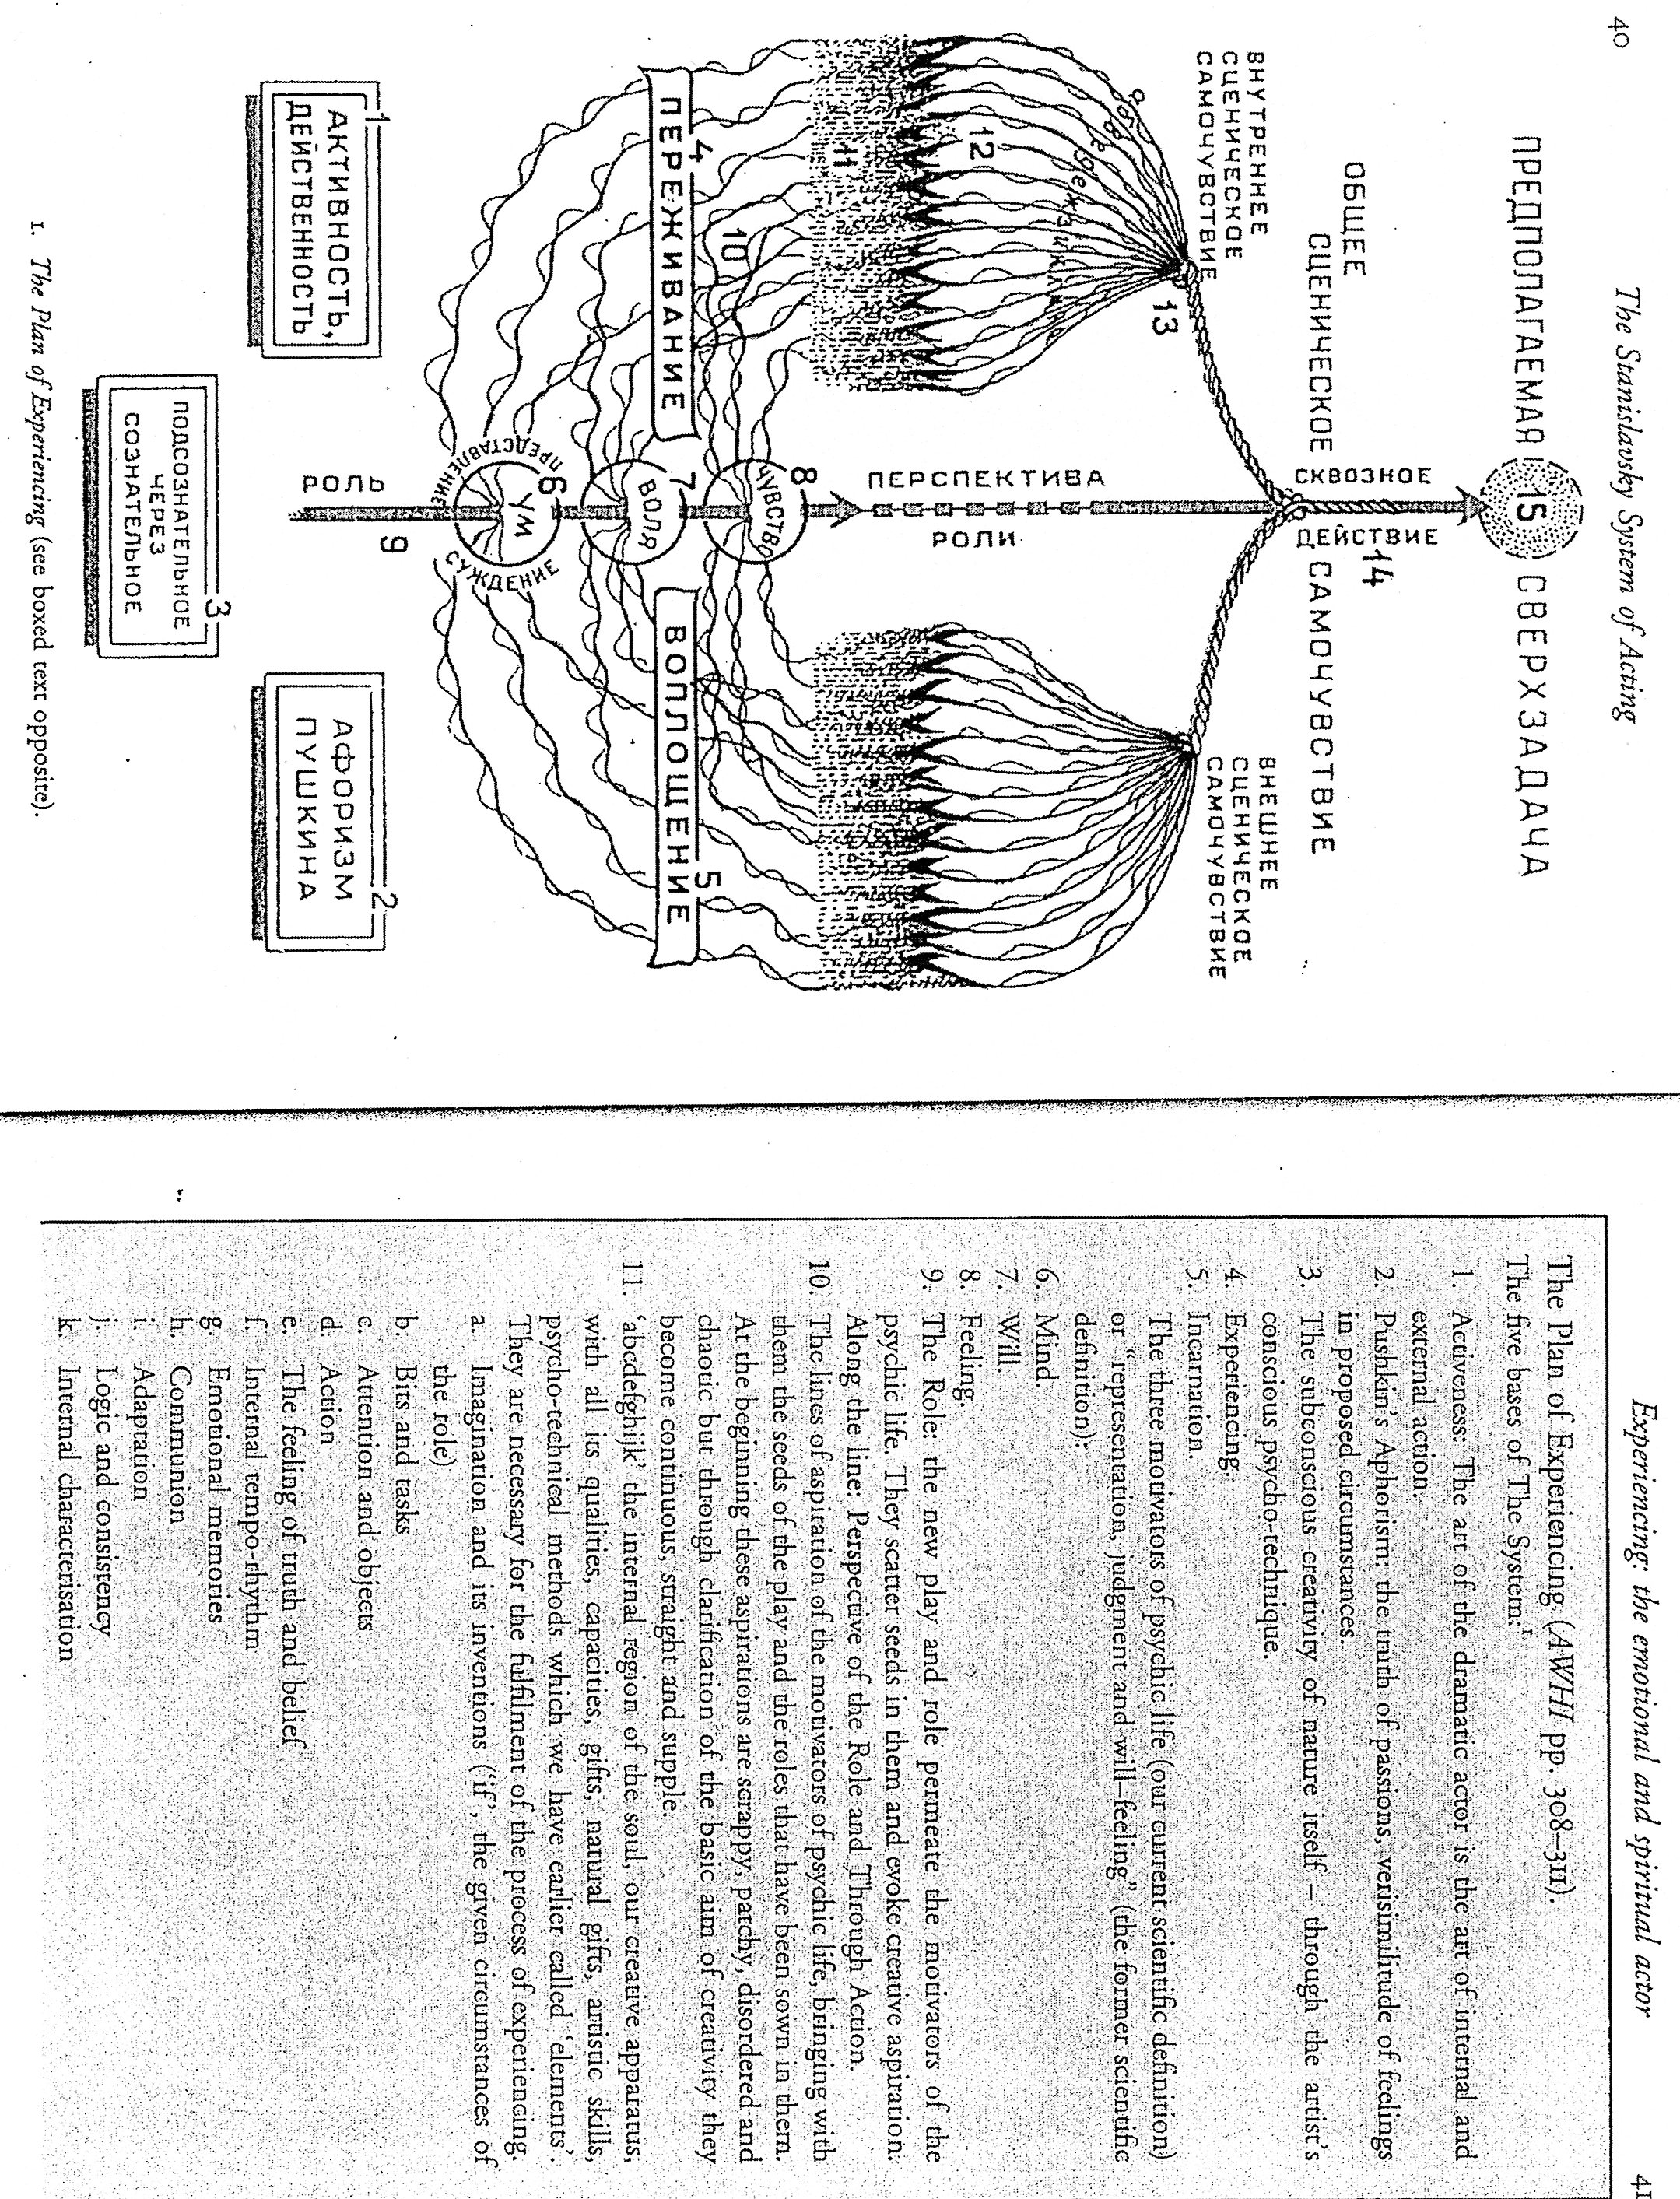 40
The Stanislavsky System of Acting
ПРЕДПОЛАГАЕМАЯ
15
СВЕРХЗАДАЧА
ОБЩЕЕ
СЦЕНИЧЕСКОЕ
САМОЧУВСТВИЕ
СКВОЗНОЕ
ДЕЙСТВИЕ
14
ВНУТРЕННЕЕ
СЦЕНИЧЕСКОЕ
САМОЧУВСТВИЕ
ВНЕШНЕЕ
СЦЕНИЧЕСКОЕ
САМОЧУВСТВИЕ
13
12
11
ПЕРСПЕКТИВА
РОЛИ
8
ЧУВСТВО
10
4
ПЕРЕЖИВАНИЕ
7
ВОЛЯ
5
ВОПЛОЩЕНИЕ
6
ПРЕДСТАВЛЕНИЕ
УМ
СУЖДЕНИЕ
РОЛЬ
9
1
АКТИВНОСТЬ,
ДЕЙСТВЕННОСТЬ
2
АФОРИЗМ
ПУШКИНА
3
ПОДСОЗНАТЕЛЬНОЕ
ЧЕРЕЗ
СОЗНАТЕЛЬНОЕ
1. The Plan of Experiencing (see boxed text opposite).
Experiencing: the emotional and spiritual actor
41
The Plan of Experiencing (AWHI pp. 308–311).
The five bases of The System:1
1. Activeness: The art of the dramatic actor is the art of internal and
external action.
2. Pushkin's Aphorism: the truth of passions, verisimilitude of feelings
in proposed circumstances.
3. The subconscious creativity of nature itself – through the artist's
conscious psycho-technique.
4. Experiencing.
5. Incarnation.
The three motivators of psychic life (our current scientific definition)
or "representation, judgment and will–feeling" (the former scientific
definition):
6. Mind.
7. Will.
8. Feeling.
9. The Role: the new play and role permeate the motivators of the
psychic life. They scatter seeds in them and evoke creative aspiration.
Along the line: Perspective of the Role and Through Action.
10. The lines of aspiration of the motivators of psychic life, bringing with
them the seeds of the play and the roles that have been sown in them.
At the beginning these aspirations are scrappy, patchy, disordered and
chaotic but through clarification of the basic aim of creativity they
become continuous, straight and supple.
11. 'abcdefghijk' the internal region of the soul, our creative apparatus,
with all its qualities, capacities, gifts, natural gifts, artistic skills,
psycho-technical methods which we have earlier called 'elements'.
They are necessary for the fulfilment of the process of experiencing.
a. Imagination and its inventions ('if', the given circumstances of
the role)
b. Bits and tasks
c. Attention and objects
d. Action
e. The feeling of truth and belief
f. Internal tempo-rhythm
g. Emotional memories
h. Communion
i. Adaptation
j. Logic and consistency
k. Internal characterisation